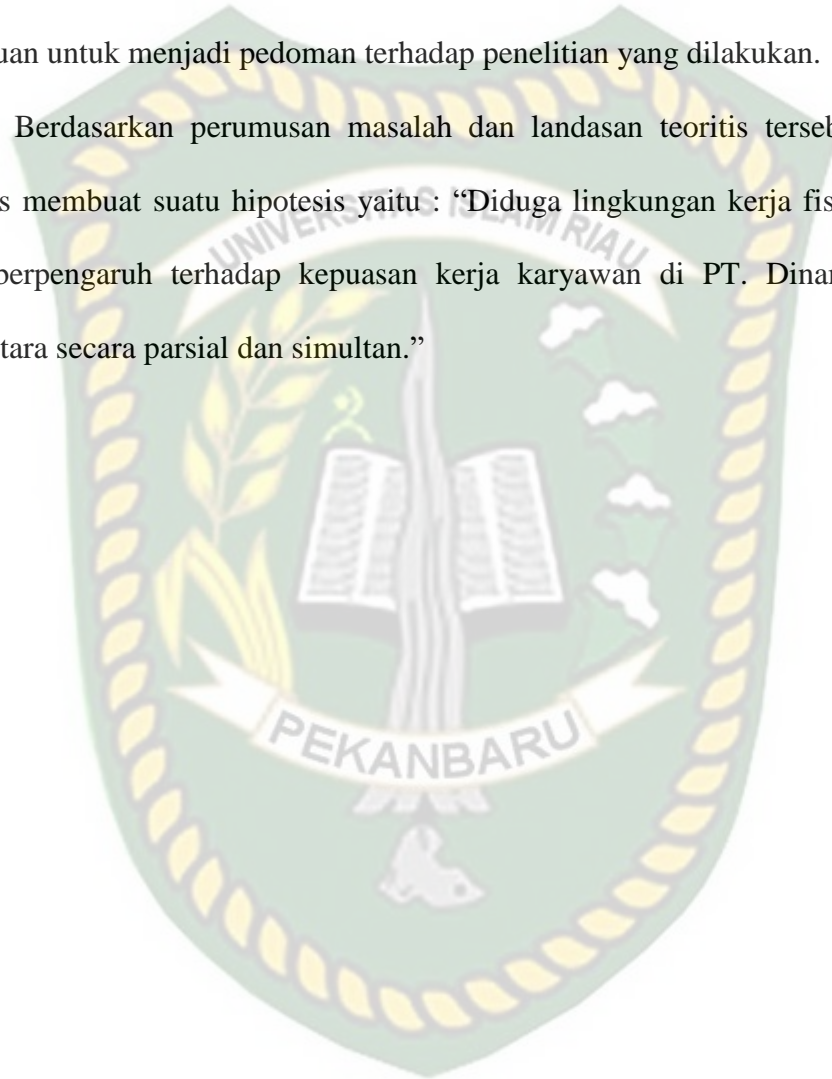 uan untuk menjadi pedoman terhadap penelitian yang dilakukan.
Berdasarkan perumusan masalah dan landasan teoritis terseb
s membuat suatu hipotesis yaitu : “Diduga lingkungan kerja fis
berpengaruh terhadap kepuasan kerja karyawan di PT. Dinar
tara secara parsial dan simultan.”
UNIVERSITAS ISLAM RIAU
PEKANBARU